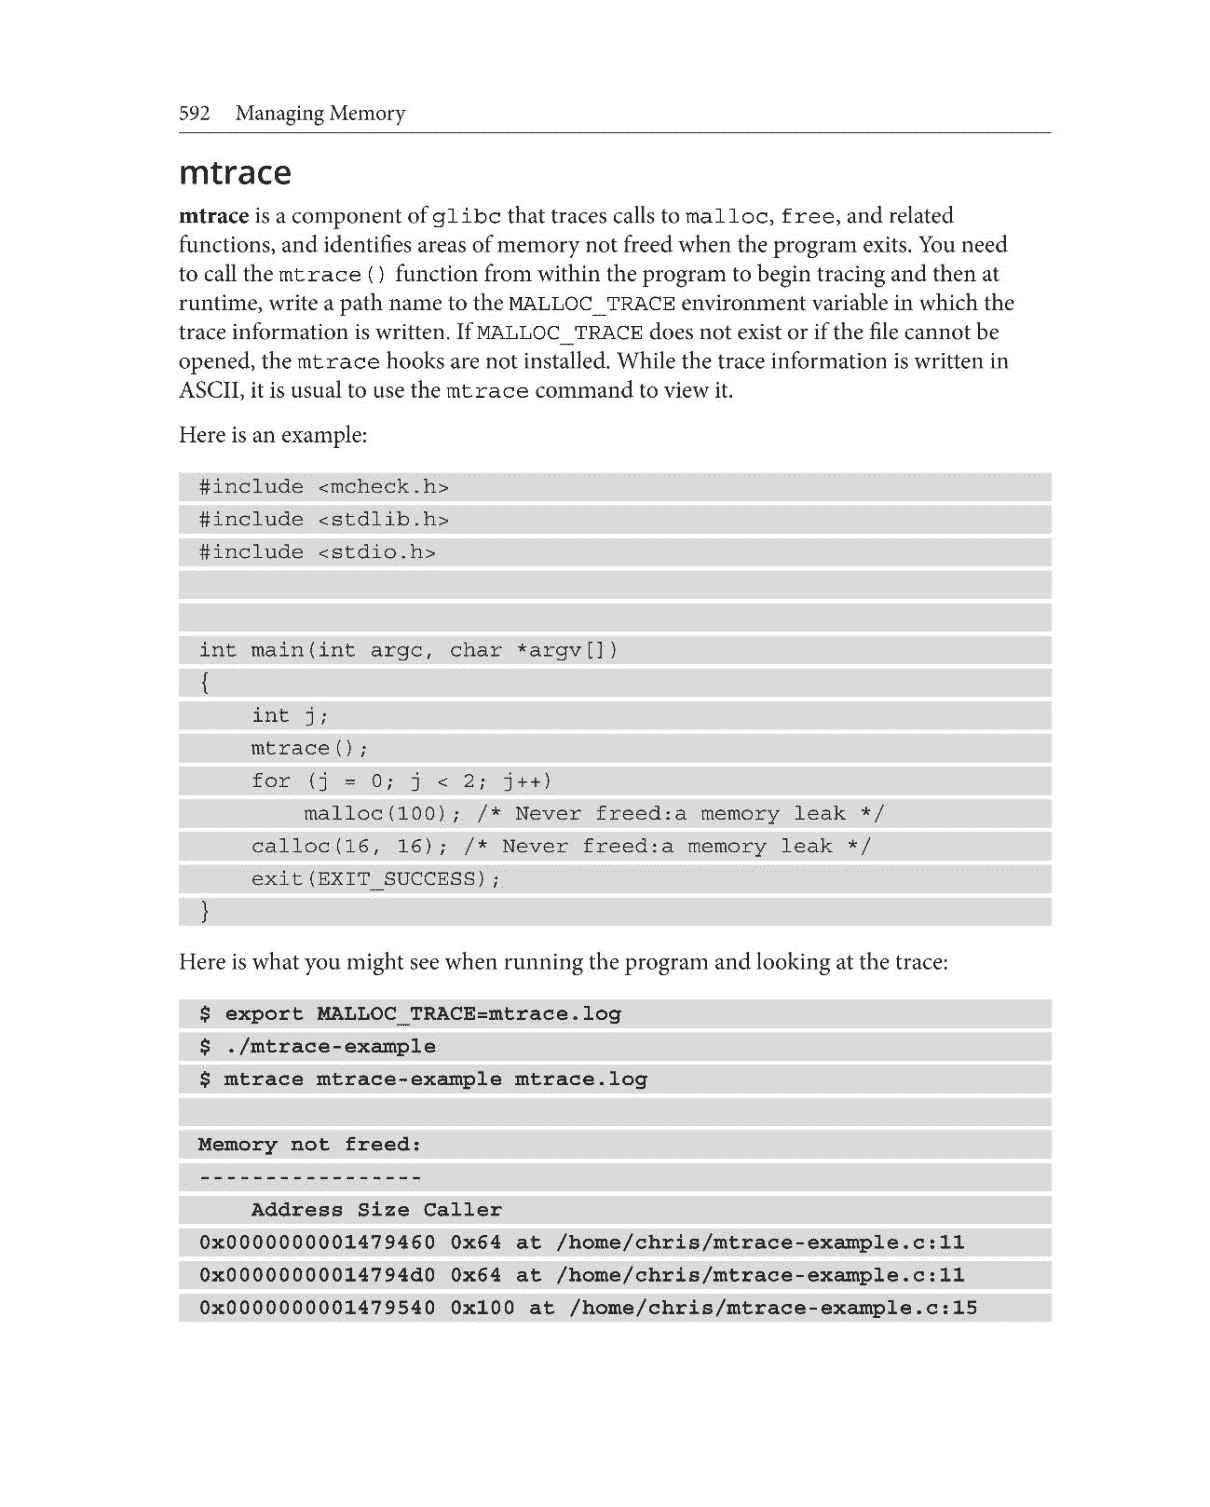 592 Managing Memory
mtrace
mtrace is a component of glibc that traces calls to malloc, free, and related
functions, and identifies areas of memory not freed when the program exits. You need
to call the mtrace() function from within the program to begin tracing and then at
runtime, write a path name to the MALLOC_TRACE environment variable in which the
trace information is written. If MALLOC_TRACE does not exist or if the file cannot be
opened, the mtrace hooks are not installed. While the trace information is written in
ASCII, it is usual to use the mtrace command to view it.
Here is an example:
#include <mcheck.h>
#include <stdlib.h>
#include <stdio.h>
int main(int argc, char *argv[])
{
    int j;
    mtrace();
    for (j = 0; j < 2; j++)
        malloc(100); /* Never freed:a memory leak */
    calloc(16, 16); /* Never freed:a memory leak */
    exit(EXIT_SUCCESS);
}
Here is what you might see when running the program and looking at the trace:
$ export MALLOC_TRACE=mtrace.log
$ ./mtrace-example
$ mtrace mtrace-example mtrace.log
Memory not freed:
-----------------
    Address Size Caller
0x0000000001479460 0x64 at /home/chris/mtrace-example.c:11
0x00000000014794d0 0x64 at /home/chris/mtrace-example.c:11
0x0000000001479540 0x100 at /home/chris/mtrace-example.c:15